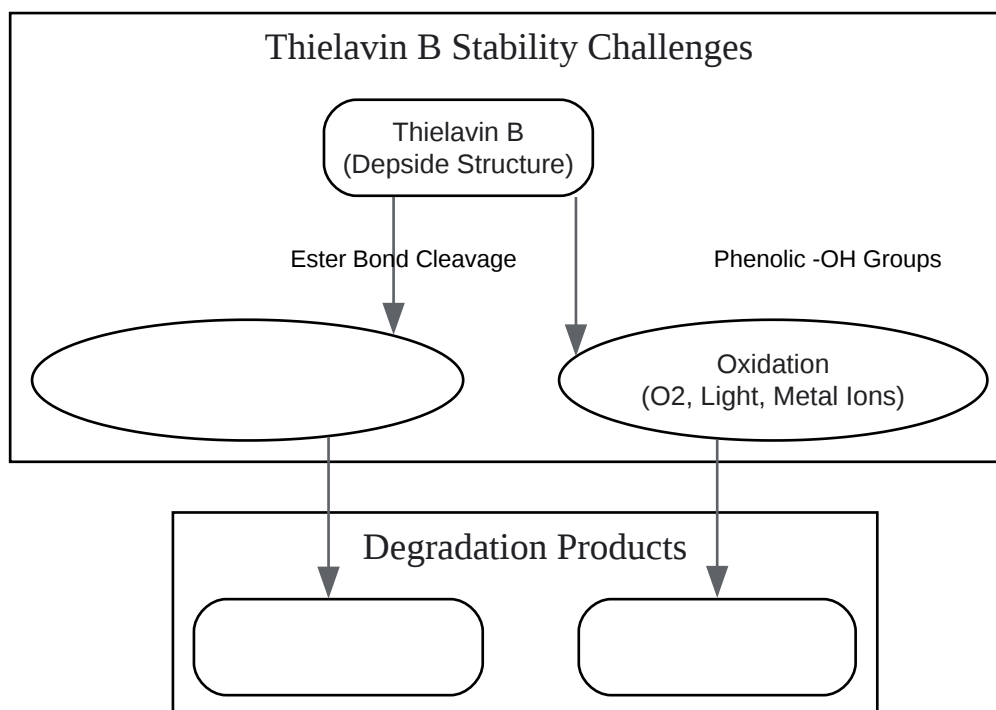 Thielavin B Stability Challenges
Thielavin B
(Depside Structure)
Ester Bond Cleavage
Phenolic -OH Groups
Oxidation
(O2, Light, Metal Ions)
Degradation Products